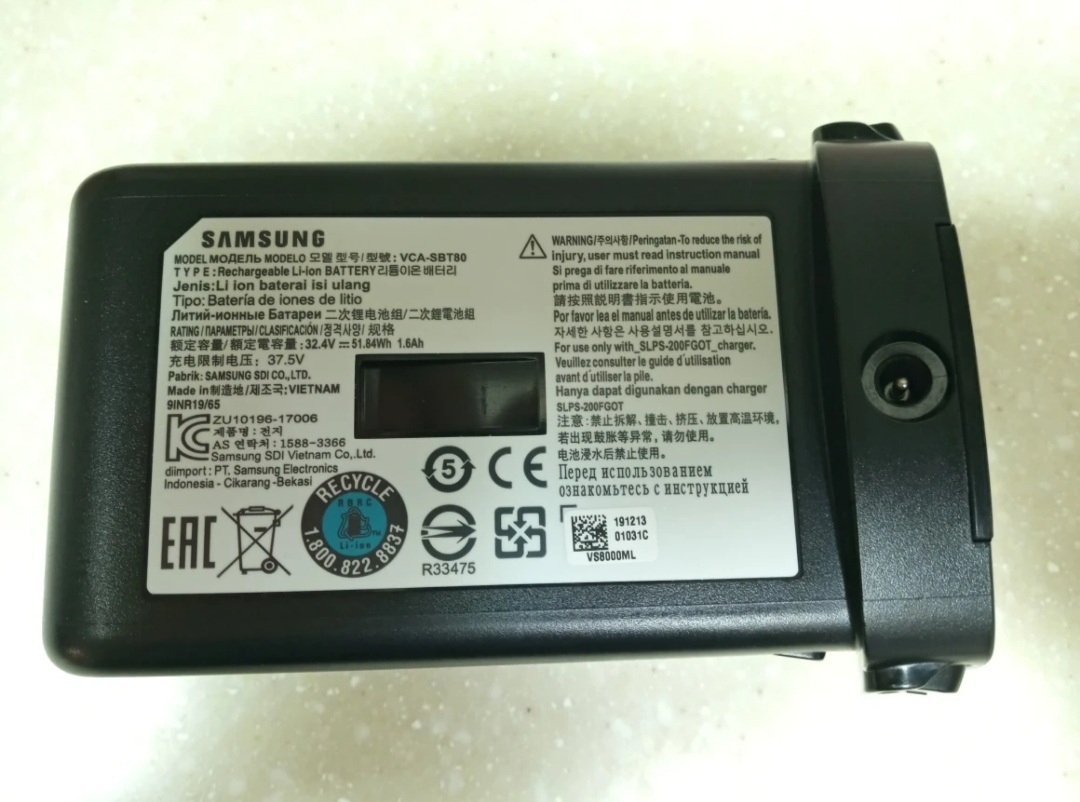 SAMSUNG
MODEL МОДЕЛЬ MODELO 모델 型号/型號 : VCA-SBT80
TYPE : Rechargeable Li-ion BATTERY 리튬이온 배터리
Jenis: Li ion baterai isi ulang
Tipo: Batería de iones de litio
Литий-ионные Батареи 二次锂电池组/二次鋰電池組
RATING / ПАРАМЕТРЫ/ CLASIFICACIÓN /정격사양/ 规格
额定容量/ 額定電容量 : 32.4V ⎓ 51.84Wh 1.6Ah
充电限制电压: 37.5V
Pabrik: SAMSUNG SDI CO.,LTD.
Made in制造地/제조국: VIETNAM
9INR19/65
ZU10196-17006
제품명 : 전지
AS 연락처 : 1588-3366
Samsung SDI Vietnam Co,.Ltd.
diimport : PT, Samsung Electronics
Indonesia - Cikarang -Bekasi
EAC
RECYCLE
RBRC
Li-ion
TM
1.800.822.8837
5
CE
R33475
WARNING/주의사항/Peringatan-To reduce the risk of
injury, user must read instruction manual
Si prega di fare riferimento al manuale
prima di utilizzare la batteria.
請按照説明書指示使用電池。
Por favor lea el manual antes de utilizar la batería.
자세한 사항은 사용설명서를 참고하십시오.
For use only with_SLPS-200FGOT_charger.
Veuillez consulter le guide d'utilisation
avant d'utiliser la pile.
Hanya dapat digunakan dengan charger
SLPS-200FGOT
注意:禁止拆解、撞击、挤压、放置高温环境,
若出现鼓胀等异常, 请勿使用。
电池浸水后禁止使用。
Перед использованием
ознакомьтесь с инструкцией
191213
01031C
VS8000ML